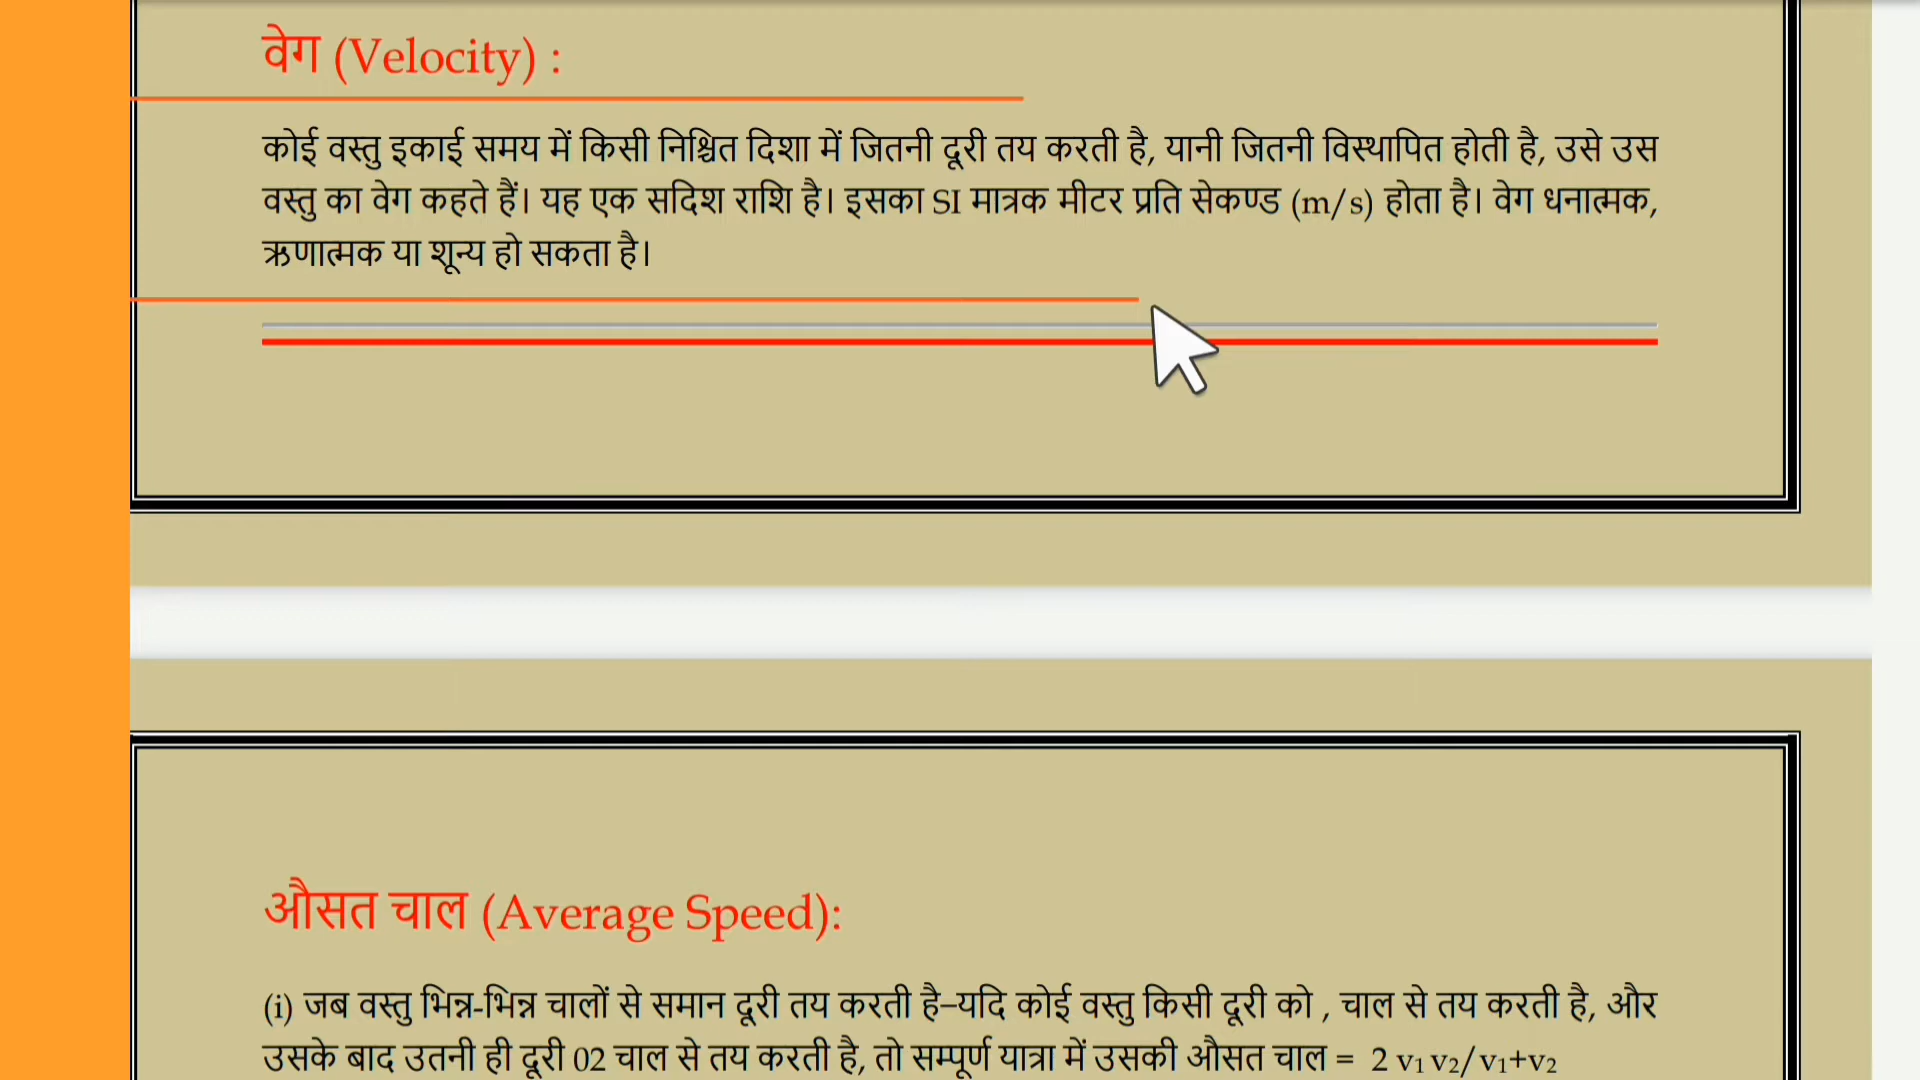 वेग (Velocity) :
कोई वस्तु इकाई समय में किसी निश्चित दिशा में जितनी दूरी तय करती है, यानी जितनी विस्थापित होती है, उसे उस
वस्तु का वेग कहते हैं। यह एक सदिश राशि है। इसका SI मात्रक मीटर प्रति सेकण्ड (m/s) होता है। वेग धनात्मक,
ऋणात्मक या शून्य हो सकता है।
औसत चाल (Average Speed):
(i) जब वस्तु भिन्न-भिन्न चालों से समान दूरी तय करती है–यदि कोई वस्तु किसी दूरी को , चाल से तय करती है, और
उसके बाद उतनी ही दूरी 02 चाल से तय करती है, तो सम्पूर्ण यात्रा में उसकी औसत चाल = 2 v₁ v₂/v₁+v₂